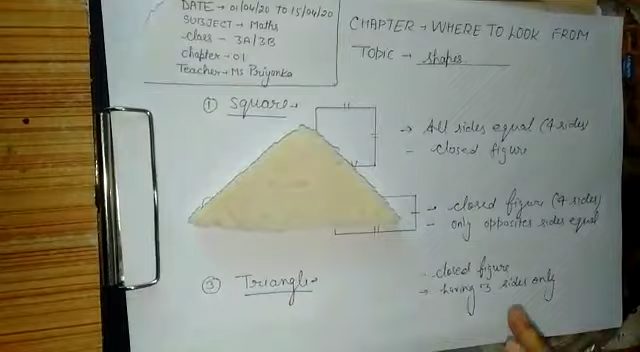 DATE → 01/04/20 TO 15/04/20
SUBJECT → Maths
class - 3A/3B
chapter → 01
Teacher → Ms Priyanka
CHAPTER → WHERE TO LOOK FROM
TOPIC → shapes
① Square →
→ All sides equal (4 sides)
- closed figure
→ closed figure (4 sides)
- only opposites sides equal
③ Triangle →
- closed figure
→ having 3 sides only